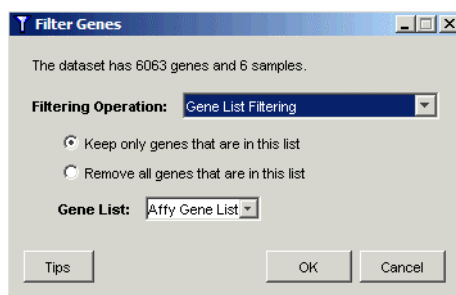 Filter Genes
The dataset has 6063 genes and 6 samples.
Filtering Operation: Gene List Filtering
Keep only genes that are in this list
Remove all genes that are in this list
Gene List: Affy Gene List
Tips OK Cancel